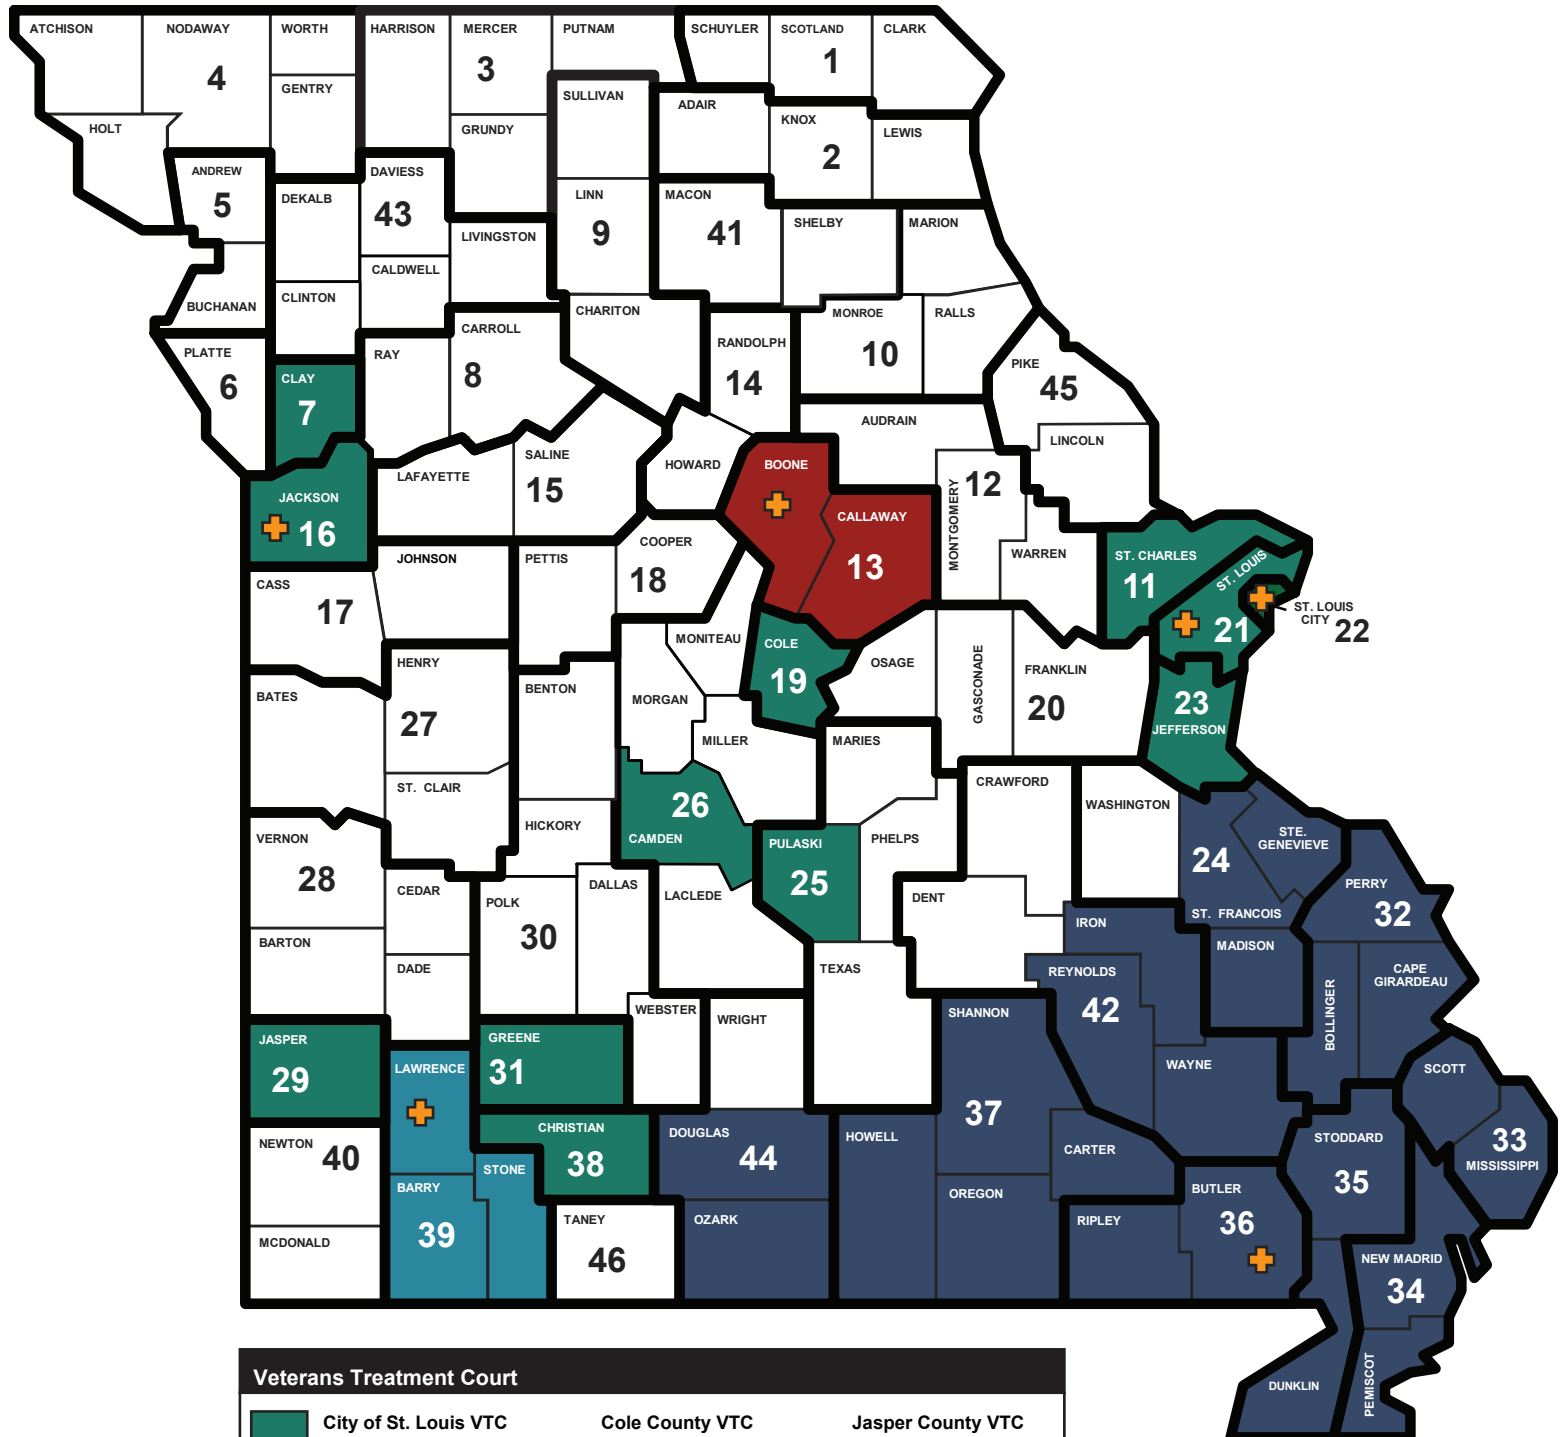 ATCHISON
NODAWAY
WORTH
HARRISON
MERCER
PUTNAM
SCHUYLER
SCOTLAND
CLARK
4
3
1
GENTRY
SULLIVAN
ADAIR
HOLT
GRUNDY
KNOX
LEWIS
2
ANDREW
5
DEKALB
DAVIESS
43
LINN
9
MACON
41
SHELBY
MARION
LIVINGSTON
CALDWELL
BUCHANAN
CLINTON
CHARITON
MONROE
RALLS
10
PLATTE
6
CLAY
7
RAY
CARROLL
8
RANDOLPH
14
PIKE
45
AUDRAIN
LINCOLN
LAFAYETTE
SALINE
15
HOWARD
BOONE
MONTGOMERY
12
JACKSON
16
CALLAWAY
13
WARREN
ST. CHARLES
11
ST. LOUIS
21
ST. LOUIS
CITY
22
JOHNSON
PETTIS
COOPER
18
CASS
17
MONITEAU
COLE
19
OSAGE
GASCONADE
FRANKLIN
20
HENRY
27
BENTON
MORGAN
BATES
MILLER
MARIES
23
JEFFERSON
ST. CLAIR
HICKORY
26
CAMDEN
PULASKI
25
PHELPS
CRAWFORD
WASHINGTON
24
STE.
GENEVIEVE
VERNON
28
CEDAR
POLK
30
DALLAS
LACLEDE
DENT
IRON
ST. FRANCOIS
PERRY
32
BARTON
DADE
TEXAS
REYNOLDS
42
MADISON
BOLLINGER
CAPE
GIRARDEAU
WEBSTER
WRIGHT
SHANNON
JASPER
29
LAWRENCE
GREENE
31
WAYNE
SCOTT
37
NEWTON
40
CHRISTIAN
38
DOUGLAS
44
HOWELL
CARTER
STODDARD
35
33
MISSISSIPPI
STONE
BARRY
39
OREGON
BUTLER
36
MCDONALD
TANEY
46
OZARK
RIPLEY
NEW MADRID
34
DUNKLIN
PEMISCOT
Veterans Treatment Court
City of St. Louis VTC
Cole County VTC
Jasper County VTC